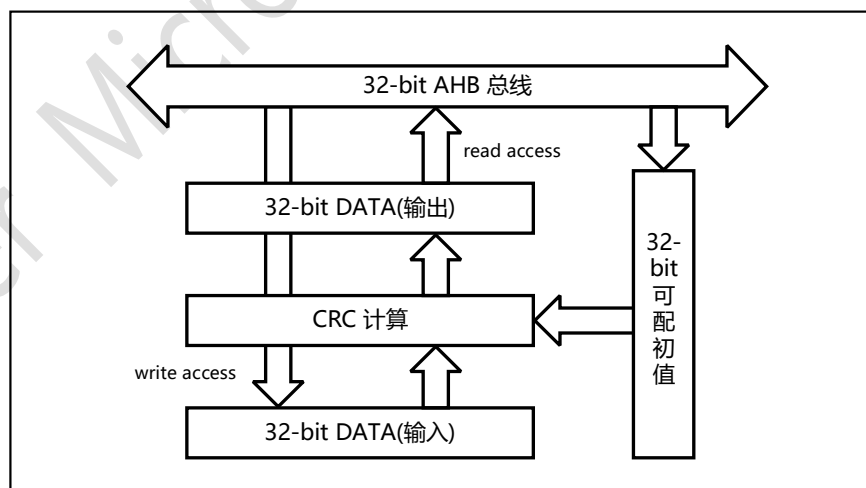 32-bit AHB 总线
read access
32-bit DATA(输出)
32-
bit
可
配
初
值
CRC 计算
write access
32-bit DATA(输入)